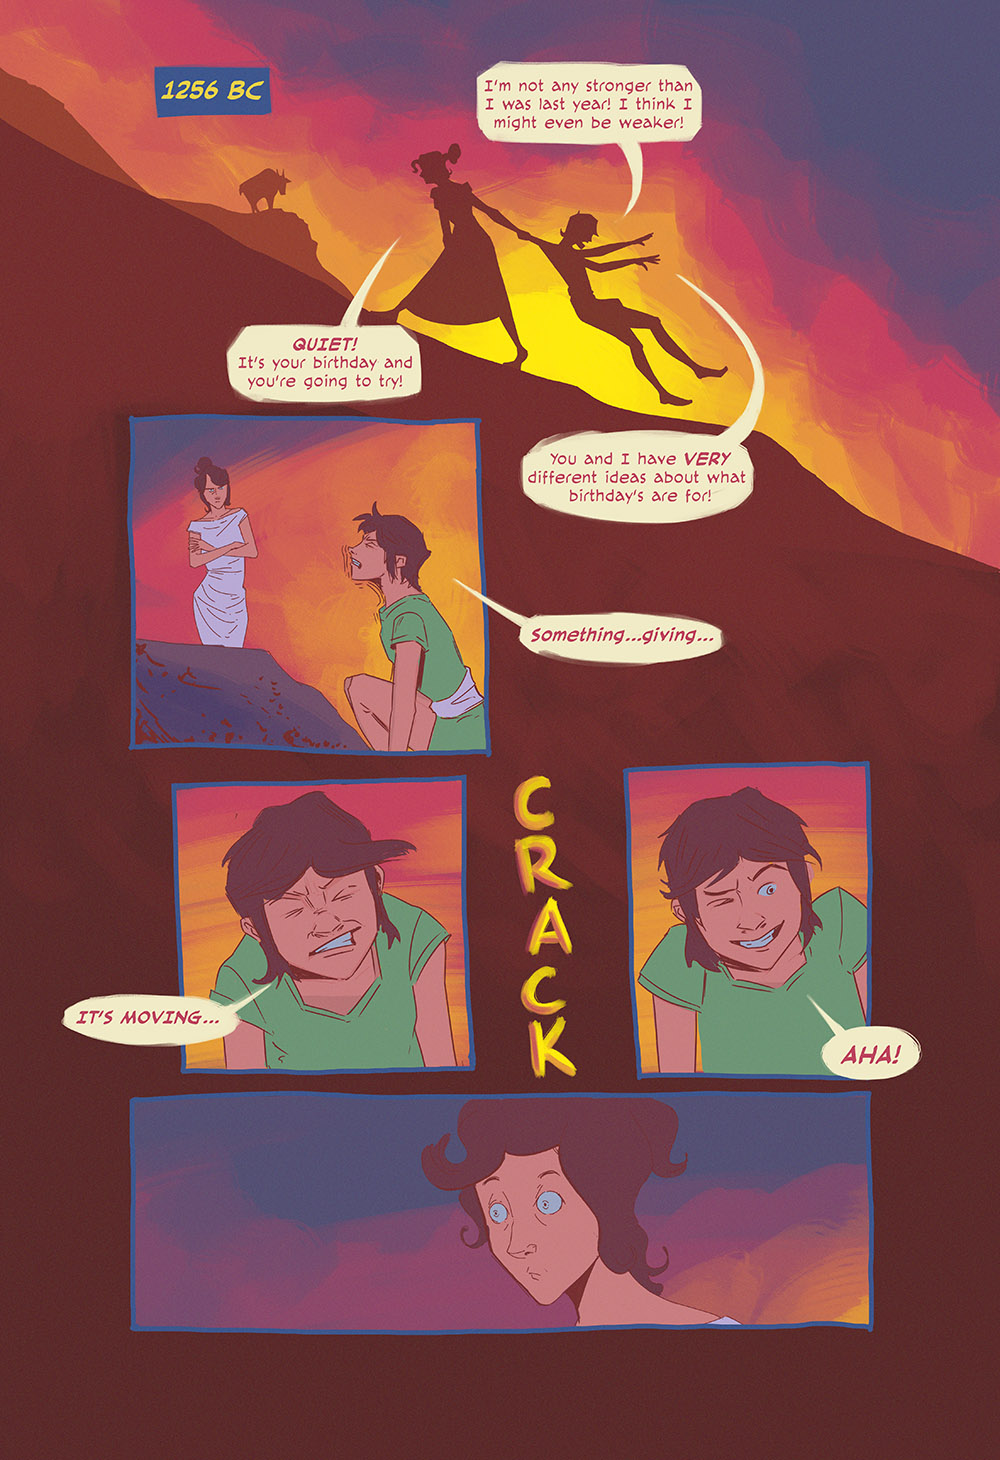 1256 BC
I'm not any stronger than
I was last year! I think I
might even be weaker!
QUIET!
It's your birthday and
you're going to try!
You and I have VERY
different ideas about what
birthday's are for!
Something...giving...
IT'S MOVING...
CRACK
AHA!